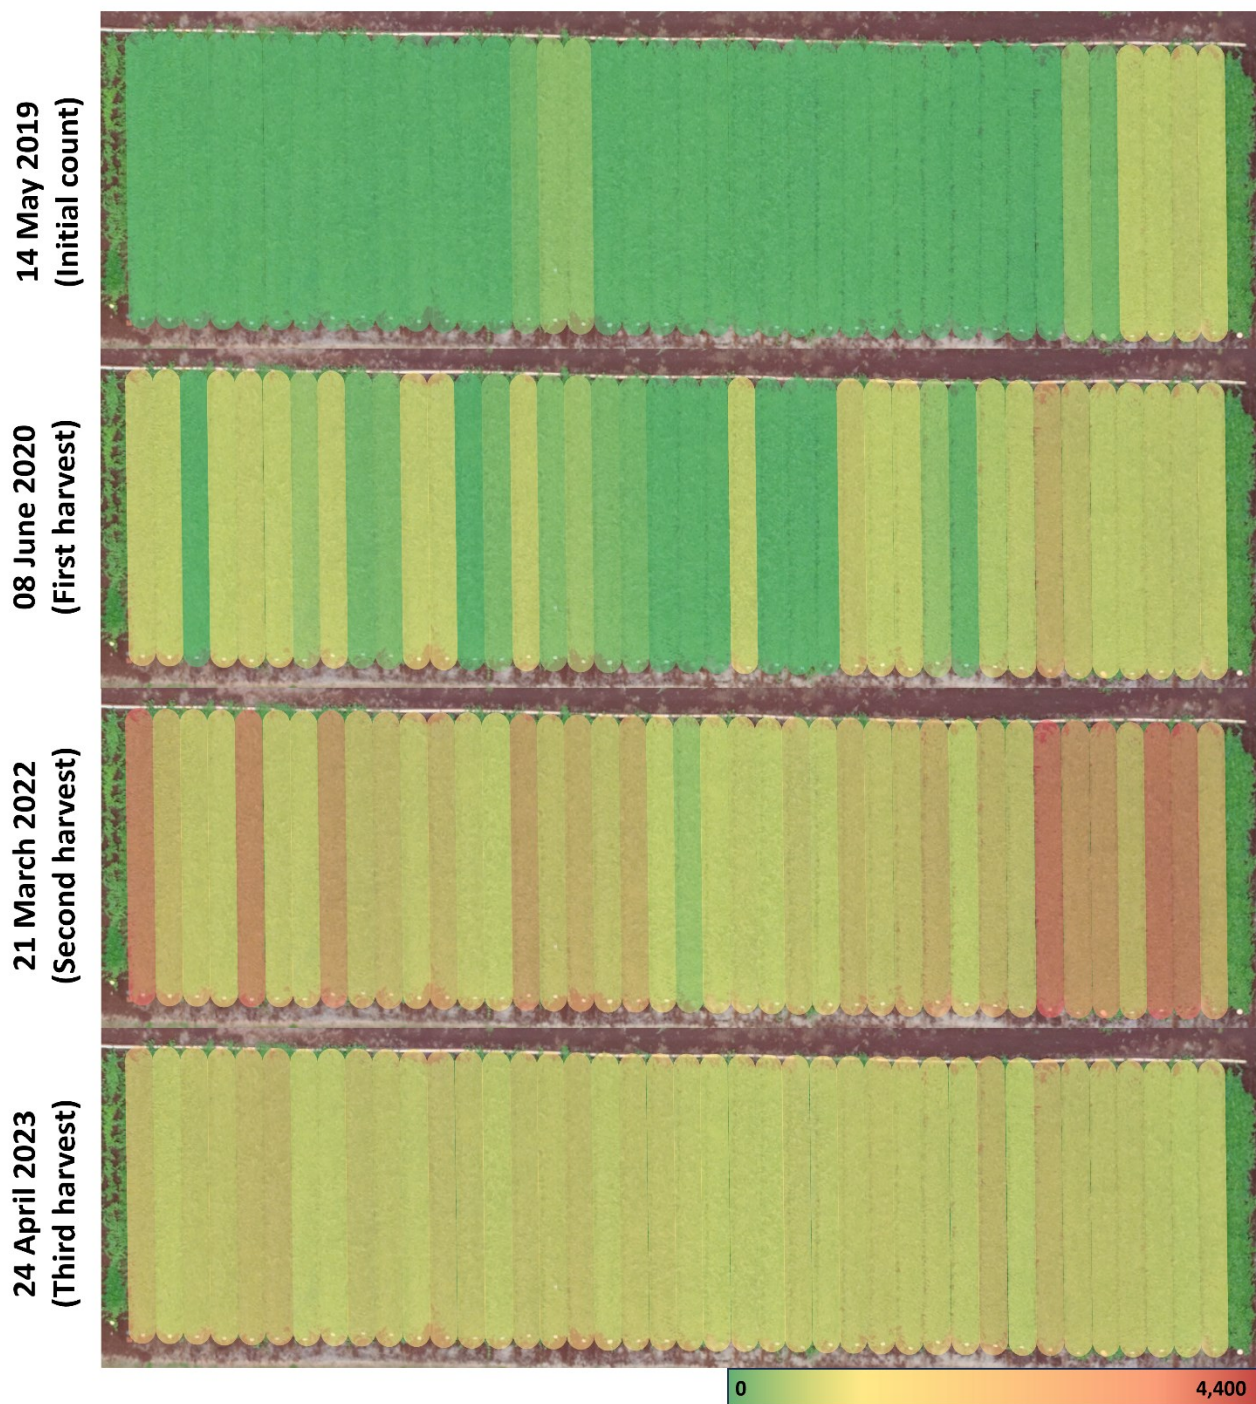 14 May 2019
(Initial count)
08 June 2020
(First harvest)
21 March 2022
(Second harvest)
24 April 2023
(Third harvest)
0
4,400